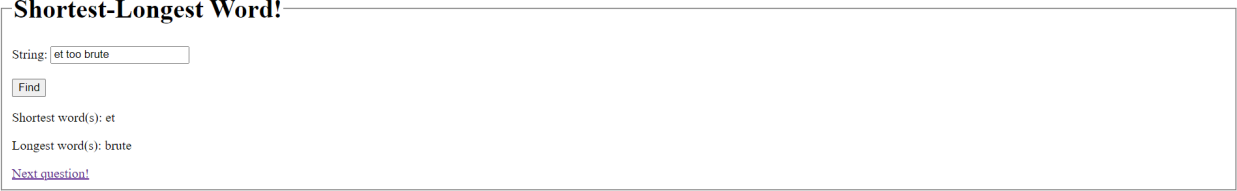 Shortest-Longest Word!
String: et too brute
Find
Shortest word(s): et
Longest word(s): brute
Next question!